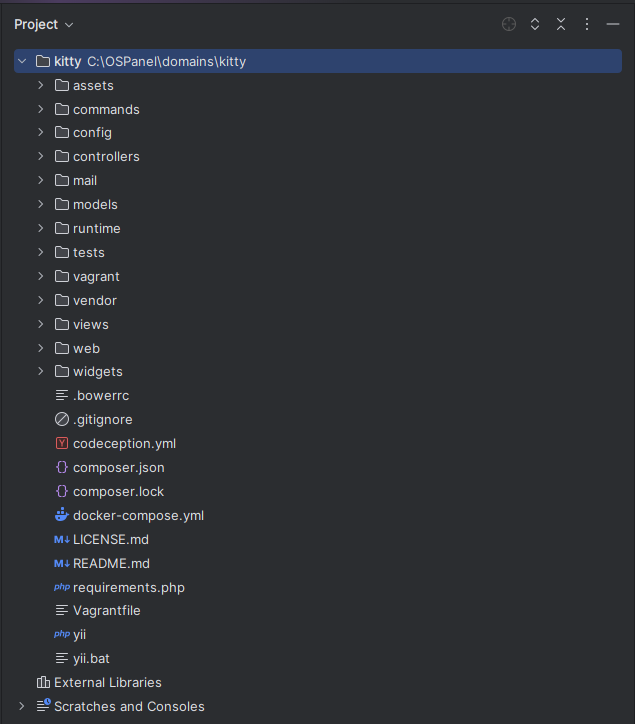 Project
kitty C:\OSPanel\domains\kitty
assets
commands
config
controllers
mail
models
runtime
tests
vagrant
vendor
views
web
widgets
.bowerrc
.gitignore
Y codeception.yml
{} composer.json
{} composer.lock
docker-compose.yml
M↓ LICENSE.md
M↓ README.md
php requirements.php
Vagrantfile
php yii
yii.bat
External Libraries
Scratches and Consoles